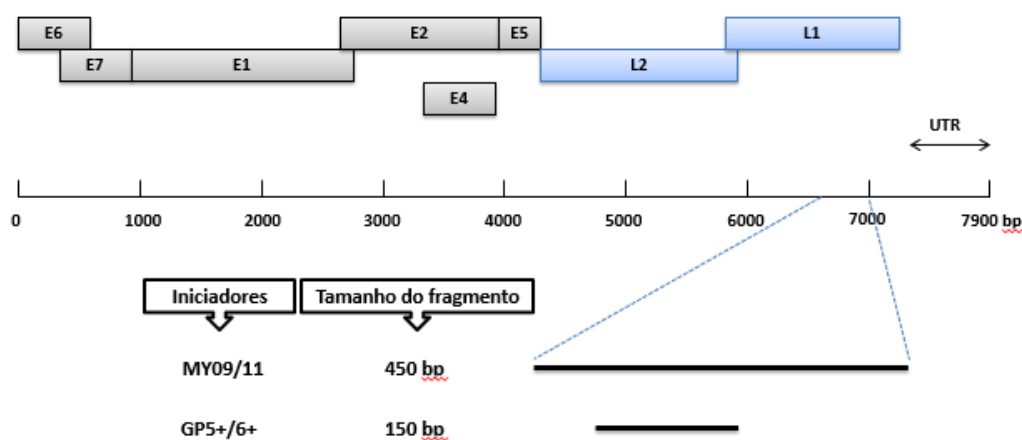 E6 E2 E5 L1
E7 E1 L2
E4
UTR
0 1000 2000 3000 4000 5000 6000 7000 7900 bp
Iniciadores Tamanho do fragmento
MY09/11 450 bp
GP5+/6+ 150 bp